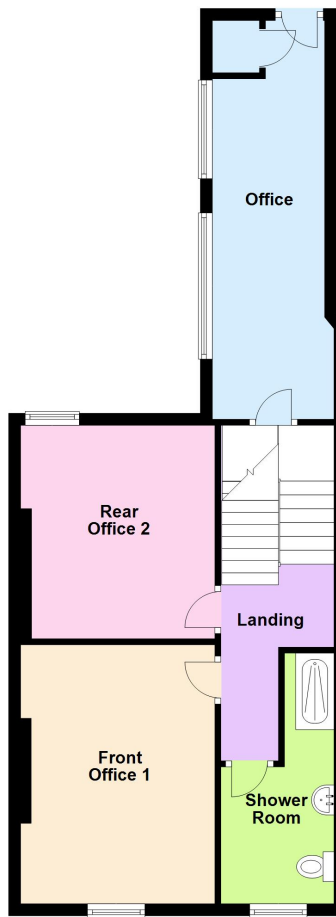 Office
Rear
Office 2
Landing
Front
Office 1
Shower
Room